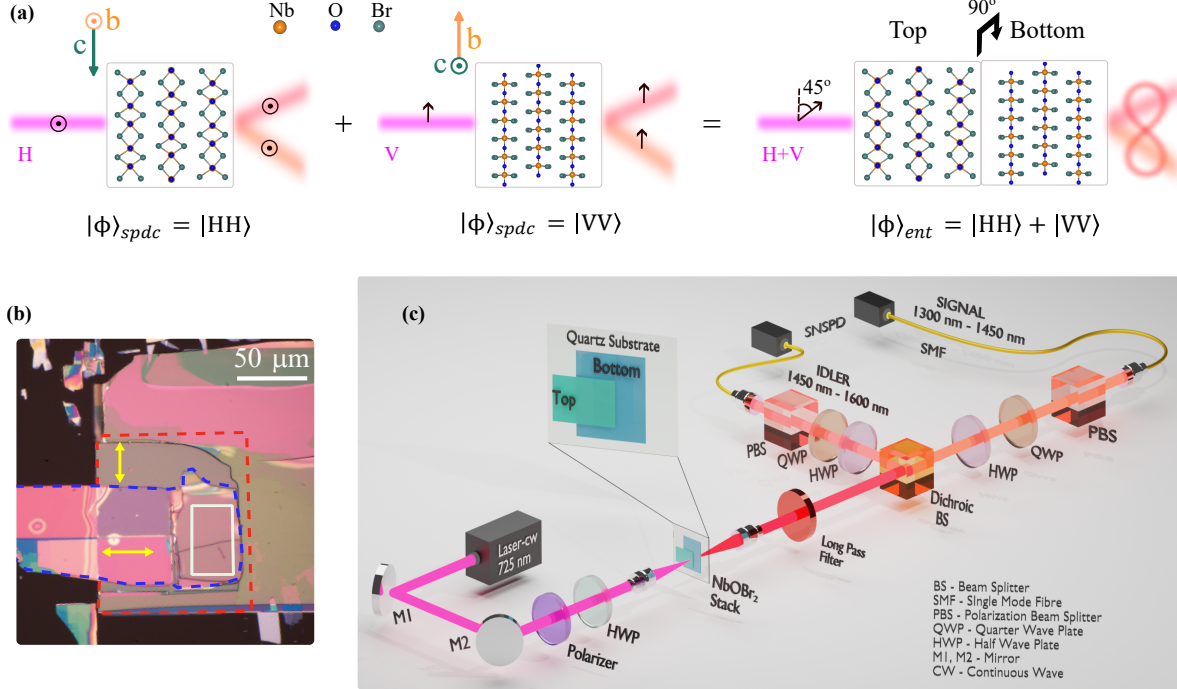 (a)
Nb O Br
b
c
b
c
90°
Top Bottom
45°
H
+
V
=
H+V
|ϕ⟩spdc = |HH⟩
|ϕ⟩spdc = |VV⟩
|ϕ⟩ent = |HH⟩ + |VV⟩
(b)
50 μm
(c)
Quartz Substrate
Bottom
Top
SNSPD
SIGNAL
1300 nm - 1450 nm
SMF
IDLER
1450 nm - 1600 nm
PBS
QWP
HWP
PBS
QWP
HWP
Dichroic
BS
Long Pass
Filter
Laser-cw
725 nm
NbOBr₂
Stack
M1
M2
Polarizer
HWP
BS - Beam Splitter
SMF - Single Mode Fibre
PBS - Polarization Beam Splitter
QWP - Quarter Wave Plate
HWP - Half Wave Plate
M1, M2 - Mirror
CW - Continuous Wave